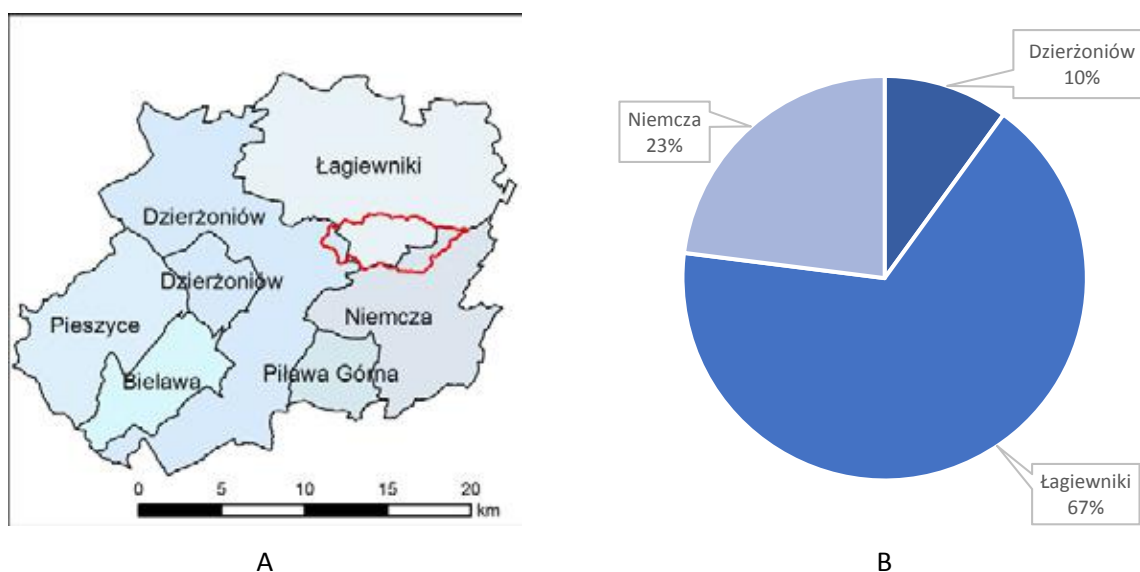 Łagiewniki
Dzierżoniów
Dzierżoniów
Pieszyce
Niemcza
Bielawa
Piława Górna
0 5 10 15 20
km
A
Dzierżoniów
10%
Niemcza
23%
Łagiewniki
67%
B